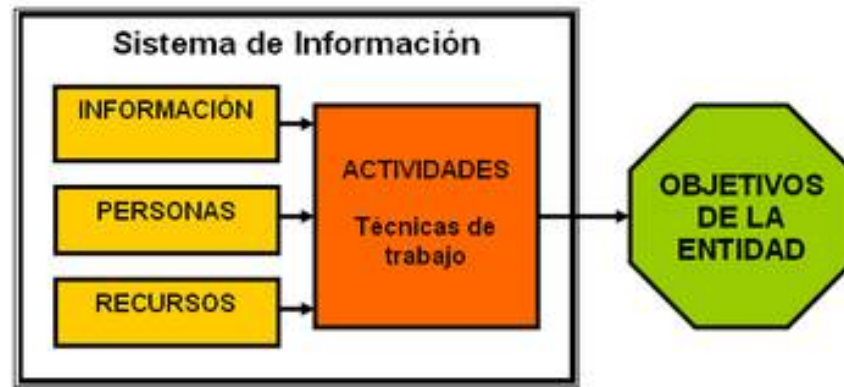 Sistema de Información
INFORMACIÓN
PERSONAS
RECURSOS
ACTIVIDADES
Técnicas de
trabajo
OBJETIVOS
DE LA
ENTIDAD